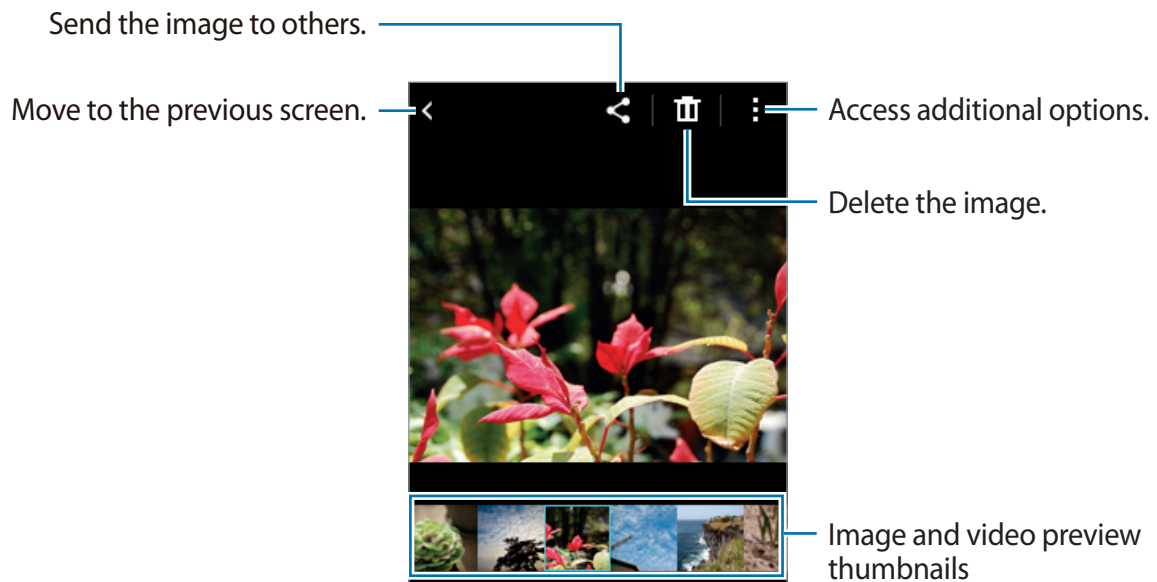 Send the image to others.
Move to the previous screen.
Access additional options.
Delete the image.
Image and video preview
thumbnails